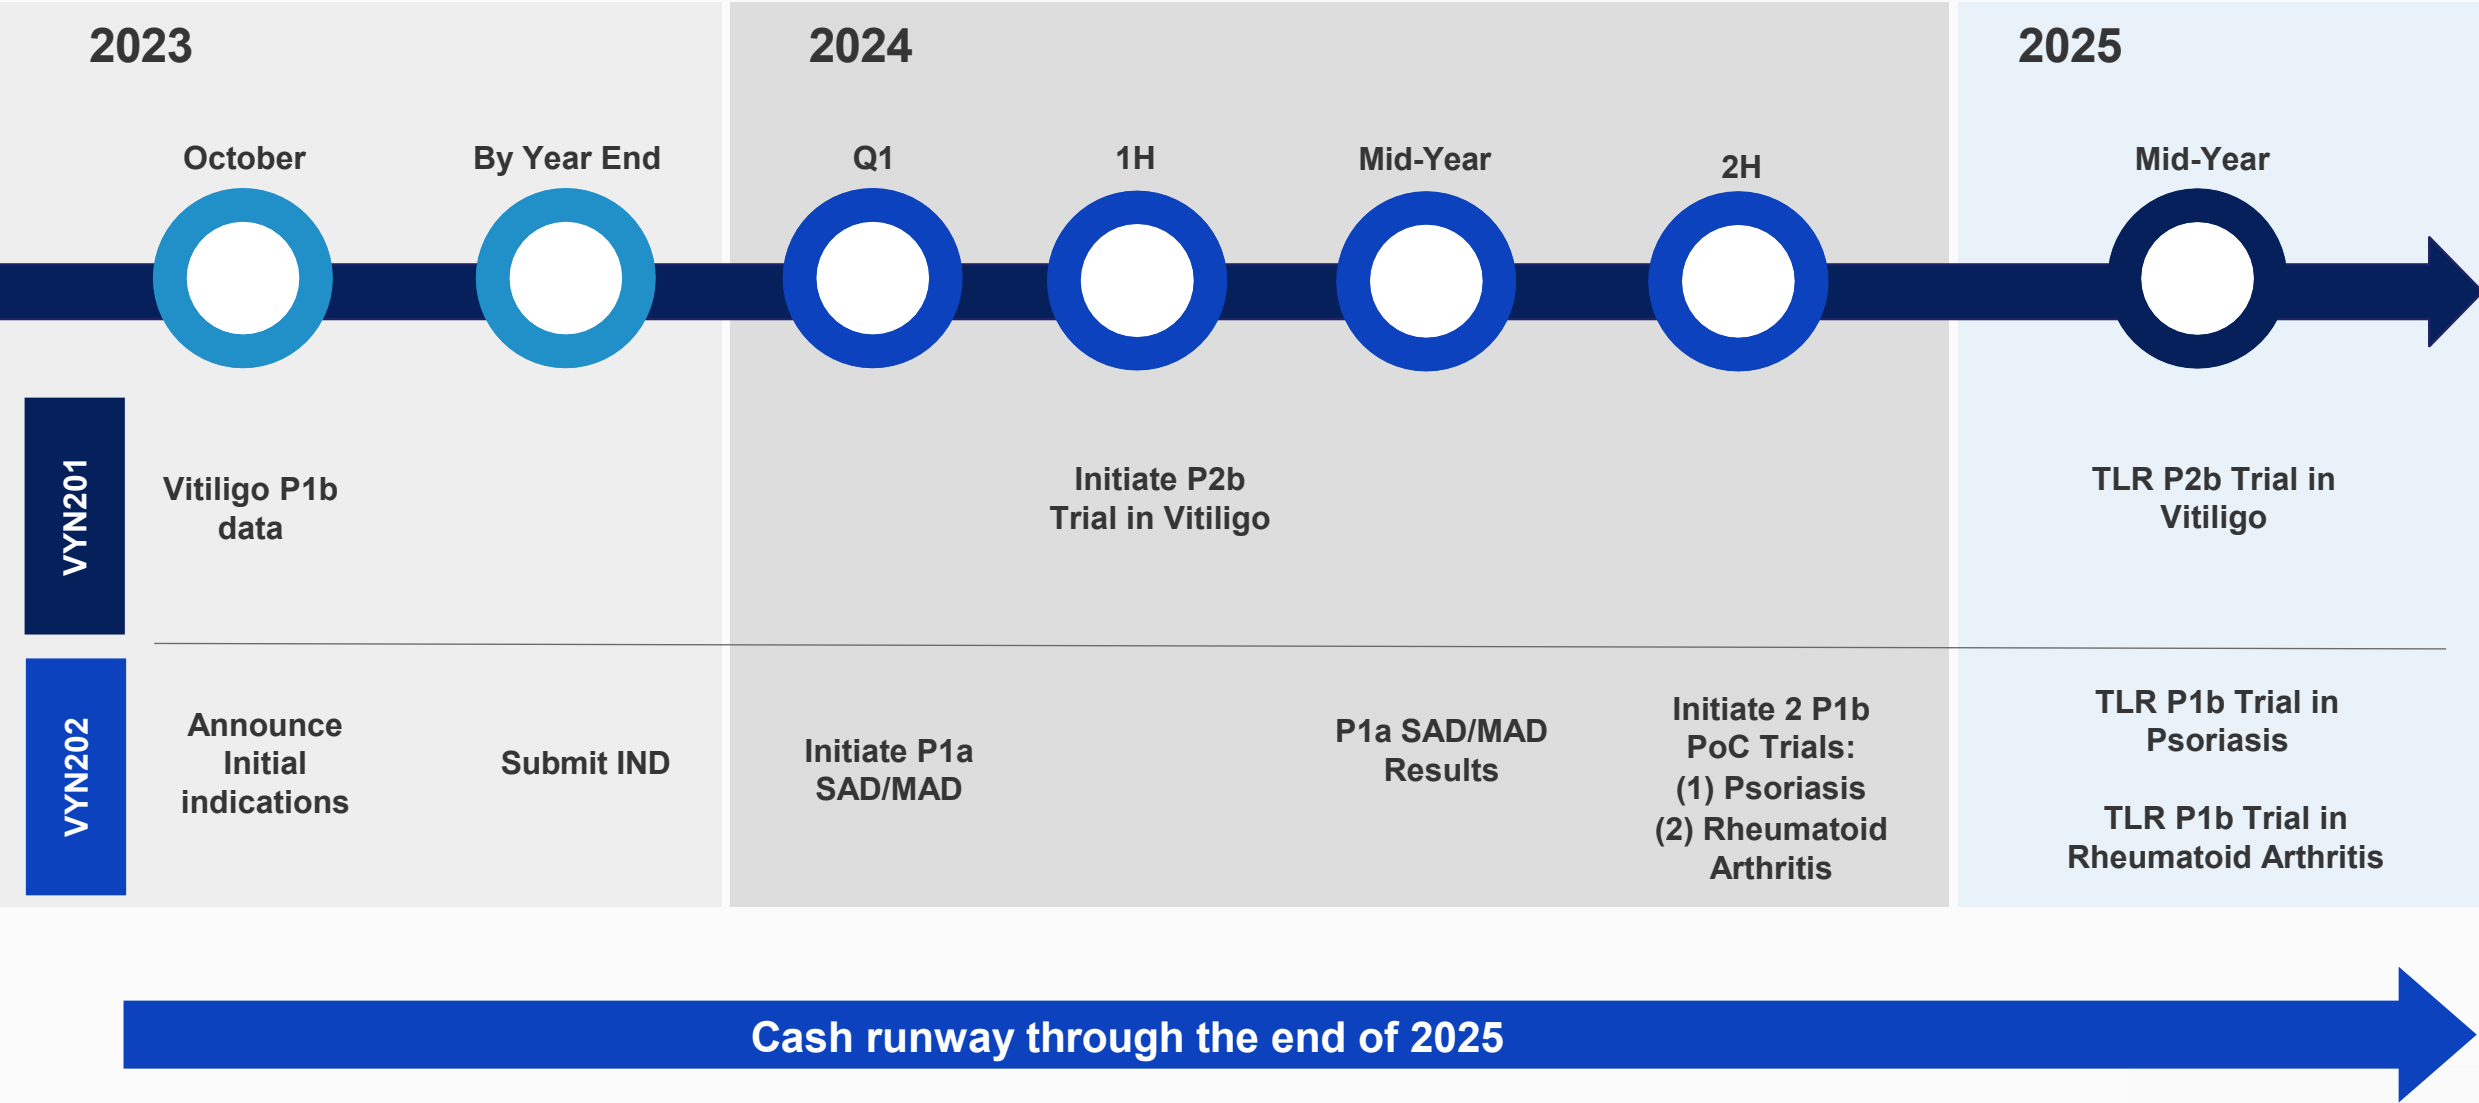 2023
2024
2025
October
By Year End
Q1
1H
Mid-Year
2H
Mid-Year
VYN201
Vitiligo P1b
data
Initiate P2b
Trial in Vitiligo
TLR P2b Trial in
Vitiligo
VYN202
Announce
Initial
indications
Submit IND
Initiate P1a
SAD/MAD
P1a SAD/MAD
Results
Initiate 2 P1b
PoC Trials:
(1) Psoriasis
(2) Rheumatoid
Arthritis
TLR P1b Trial in
Psoriasis
TLR P1b Trial in
Rheumatoid Arthritis
Cash runway through the end of 2025